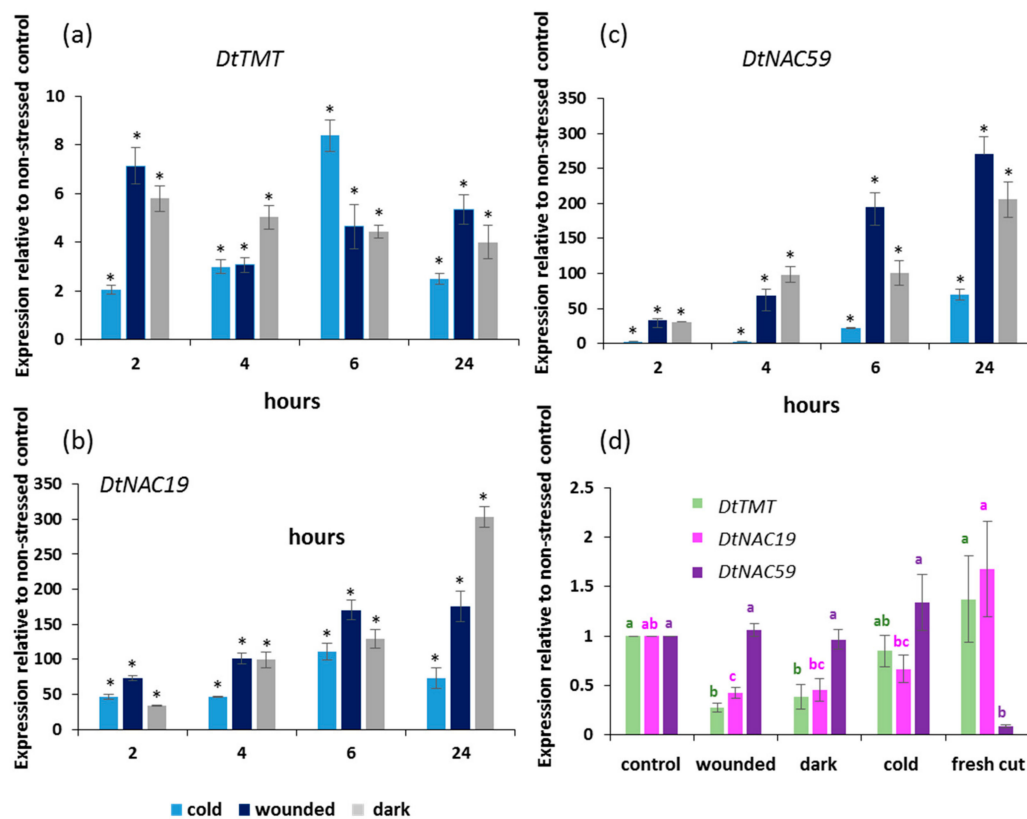 (a)
DtTMT
Expression relative to non-stressed control
10
8
6
4
2
0
* * *
* * *
* * *
* * *
2 4 6 24
hours
(c)
DtNAC59
Expression relative to non-stressed control
350
300
250
200
150
100
50
0
* * *
* * *
* * *
* * *
2 4 6 24
hours
(b)
DtNAC19
hours
Expression relative to non-stressed control
350
300
250
200
150
100
50
0
* * *
* * *
* * *
* * *
2 4 6 24
cold wounded dark
(d)
Expression relative to non-stressed control
2.5
2
1.5
1
0.5
0
DtTMT
DtNAC19
DtNAC59
a ab a
b c a
b bc a
ab bc a
a a b
control wounded dark cold fresh cut